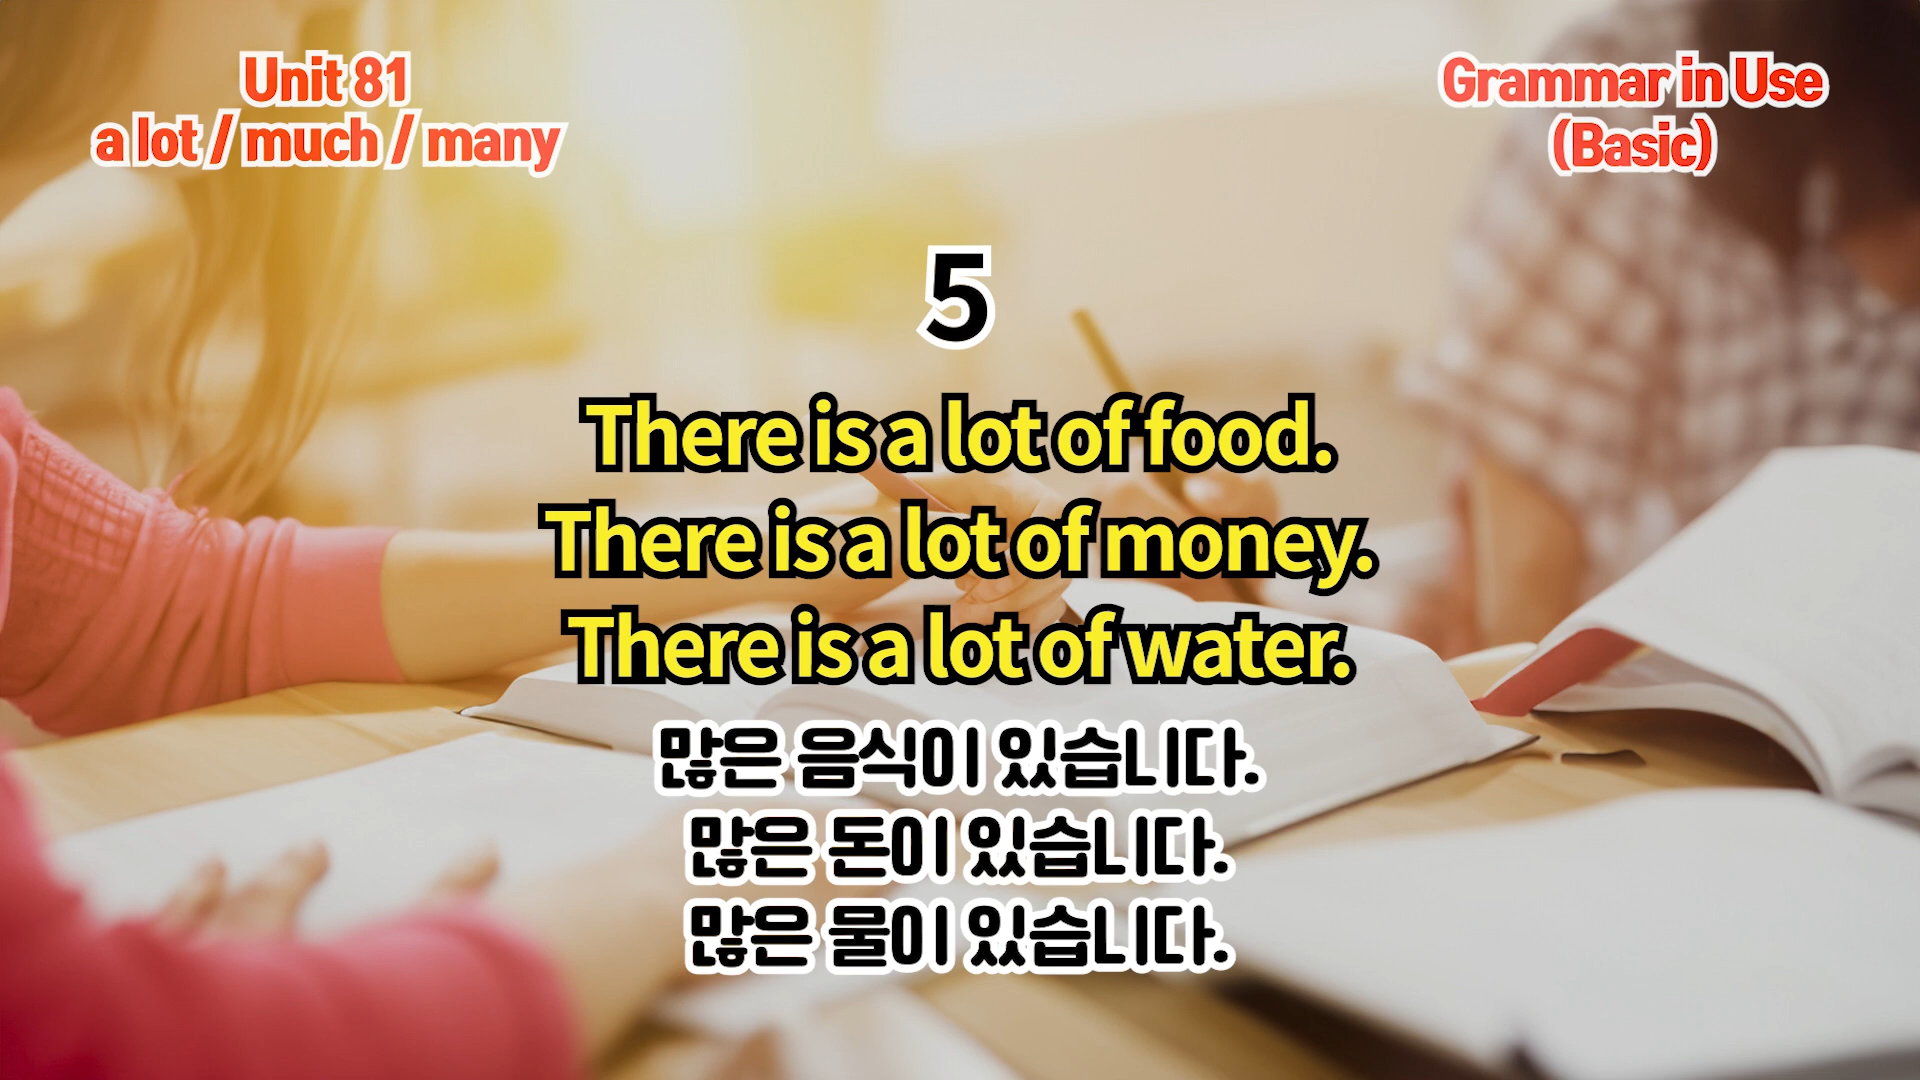 Unit 81
a lot / much / many
Grammar in Use
(Basic)
5
There is a lot of food.
There is a lot of money.
There is a lot of water.
많은 음식이 있습니다.
많은 돈이 있습니다.
많은 물이 있습니다.